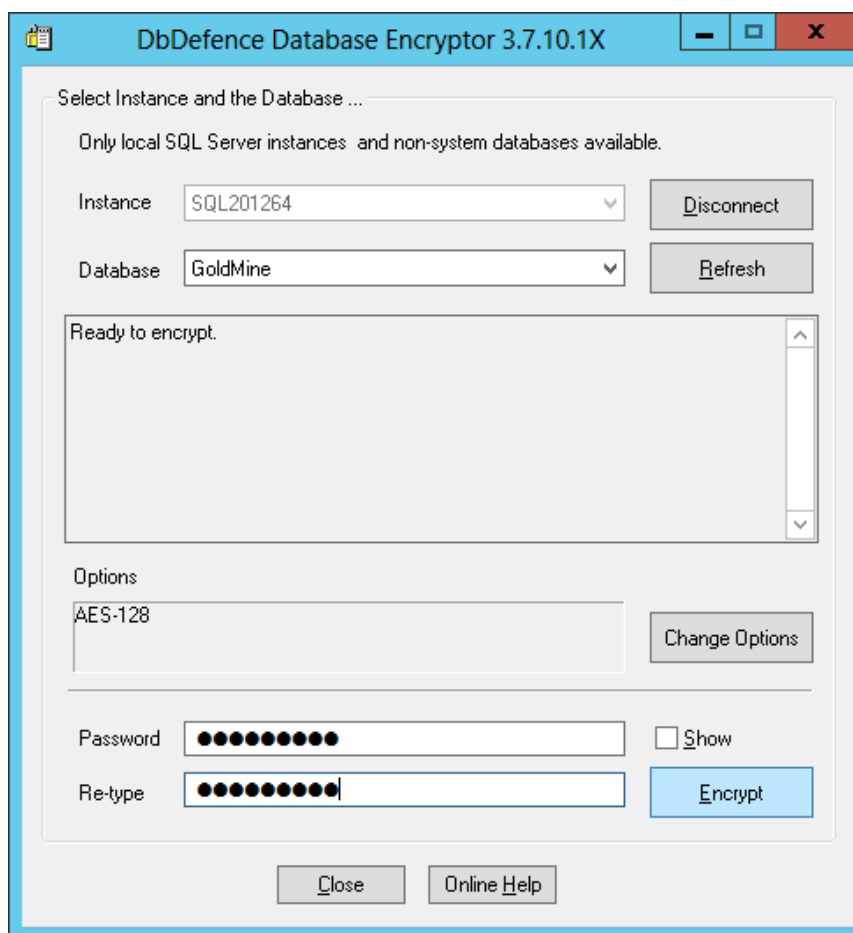 DbDefence Database Encryptor 3.7.10.1X
Select Instance and the Database ...
Only local SQL Server instances and non-system databases available.
Instance SQL201264 Disconnect
Database GoldMine Refresh
Ready to encrypt.
Options
AES-128
Change Options
Password ●●●●●●●●● Show
Re-type ●●●●●●●●● Encrypt
Close Online Help